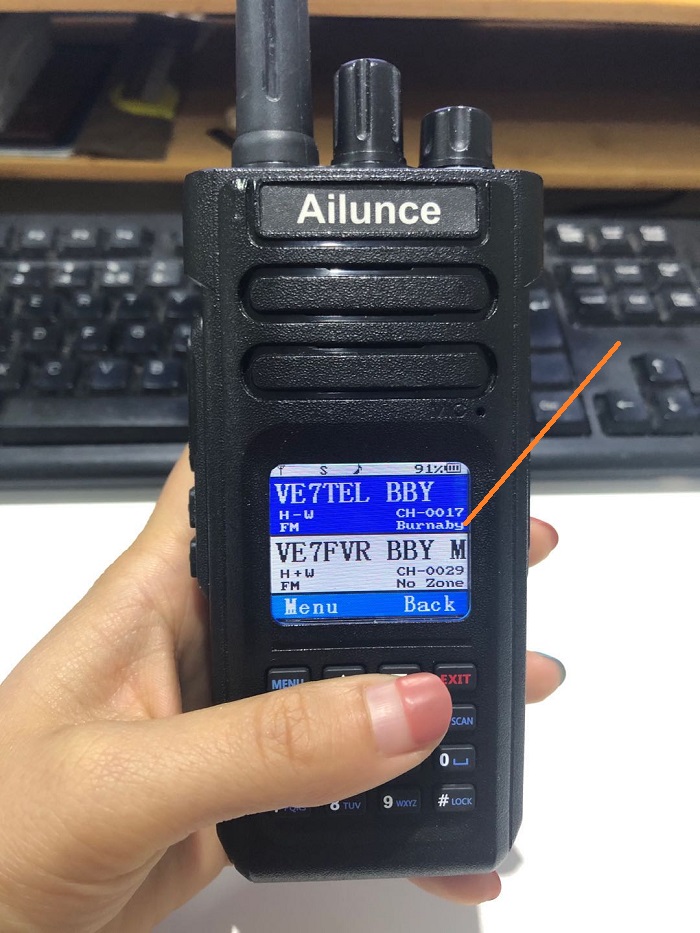 Ailunce
MIC
S 91%
VE7TEL BBY
H-W CH-0017
FM Burnaby
VE7FVR BBY M
H+W CH-0029
FM No Zone
Menu Back
MENU EXIT
SCAN
0
8 TUV 9 WXYZ # LOCK